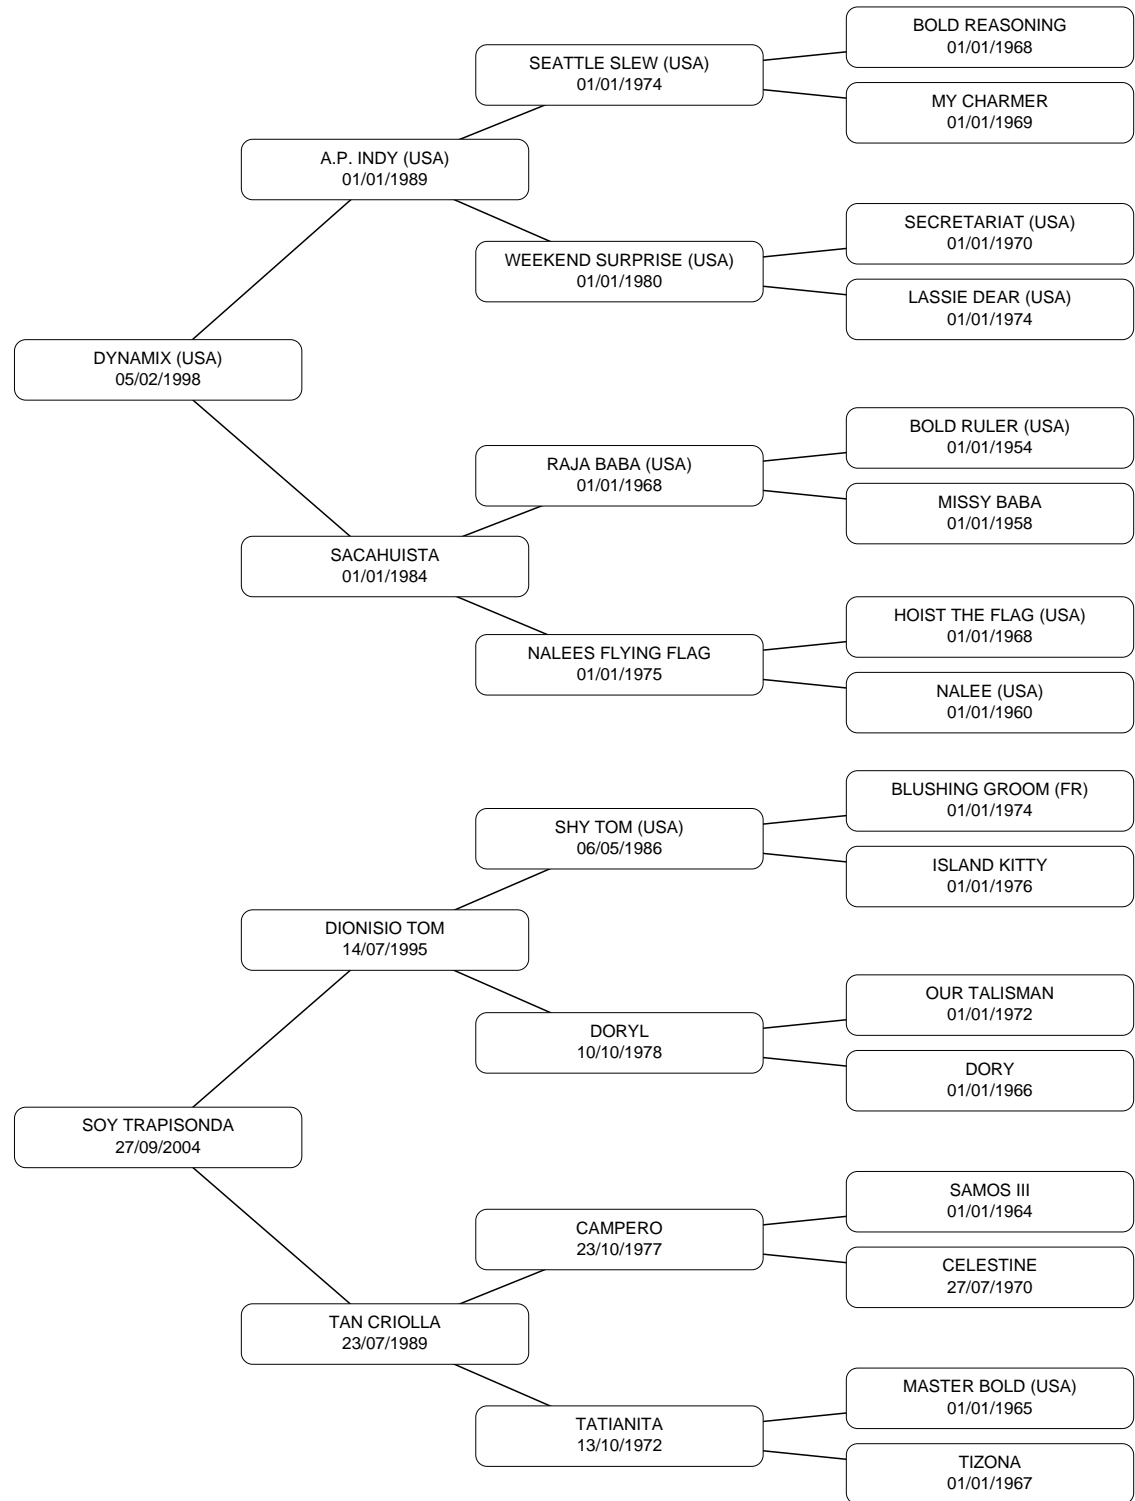 BOLD REASONING
01/01/1968
SEATTLE SLEW (USA)
01/01/1974
MY CHARMER
01/01/1969
A.P. INDY (USA)
01/01/1989
SECRETARIAT (USA)
01/01/1970
WEEKEND SURPRISE (USA)
01/01/1980
LASSIE DEAR (USA)
01/01/1974
DYNAMIX (USA)
05/02/1998
BOLD RULER (USA)
01/01/1954
RAJA BABA (USA)
01/01/1968
MISSY BABA
01/01/1958
SACAHUISTA
01/01/1984
HOIST THE FLAG (USA)
01/01/1968
NALEES FLYING FLAG
01/01/1975
NALEE (USA)
01/01/1960
BLUSHING GROOM (FR)
01/01/1974
SHY TOM (USA)
06/05/1986
ISLAND KITTY
01/01/1976
DIONISIO TOM
14/07/1995
OUR TALISMAN
01/01/1972
DORYL
10/10/1978
DORY
01/01/1966
SOY TRAPISONDA
27/09/2004
SAMOS III
01/01/1964
CAMPERO
23/10/1977
CELESTINE
27/07/1970
TAN CRIOLLA
23/07/1989
MASTER BOLD (USA)
01/01/1965
TATIANITA
13/10/1972
TIZONA
01/01/1967